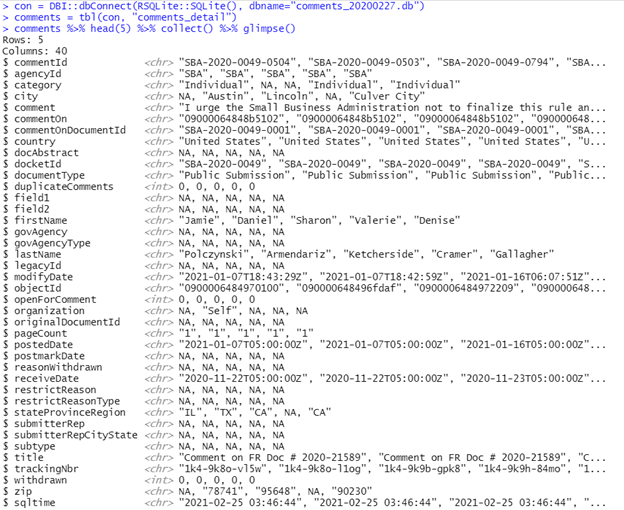 > con = DBI::dbConnect(RSQLite::SQLite(), dbname="comments_20200227.db")
> comments = tbl(con, "comments_detail")
> comments %>% head(5) %>% collect() %>% glimpse()
Rows: 5
Columns: 40
$ commentId <chr> "SBA-2020-0049-0504", "SBA-2020-0049-0503", "SBA-2020-0049-0794", "SBA...
$ agencyId <chr> "SBA", "SBA", "SBA", "SBA", "SBA"
$ category <chr> "Individual", NA, NA, "Individual", "Individual"
$ city <chr> NA, "Austin", "Lincoln", NA, "Culver City"
$ comment <chr> "I urge the Small Business Administration not to finalize this rule an...
$ commentOn <chr> "09000064848b5102", "09000064848b5102", "09000064848b5102", "090000648...
$ commentOnDocumentId <chr> "SBA-2020-0049-0001", "SBA-2020-0049-0001", "SBA-2020-0049-0001", "SBA...
$ country <chr> "United States", "United States", "United States", "United States", "U...
$ docAbstract <chr> NA, NA, NA, NA, NA
$ docketId <chr> "SBA-2020-0049", "SBA-2020-0049", "SBA-2020-0049", "SBA-2020-0049", "S...
$ documentType <chr> "Public Submission", "Public Submission", "Public Submission", "Public...
$ duplicateComments <int> 0, 0, 0, 0, 0
$ field1 <chr> NA, NA, NA, NA, NA
$ field2 <chr> NA, NA, NA, NA, NA
$ firstName <chr> "Jamie", "Daniel", "Sharon", "Valerie", "Denise"
$ govAgency <chr> NA, NA, NA, NA, NA
$ govAgencyType <chr> NA, NA, NA, NA, NA
$ lastName <chr> "Polczynski", "Armendariz", "Ketcherside", "Cramer", "Gallagher"
$ legacyId <chr> NA, NA, NA, NA, NA
$ modifyDate <chr> "2021-01-07T18:43:29Z", "2021-01-07T18:42:59Z", "2021-01-16T06:07:51Z"...
$ objectId <chr> "0900006484970100", "090000648496fdaf", "0900006484972209", "090000648...
$ openForComment <int> 0, 0, 0, 0, 0
$ organization <chr> NA, "Self", NA, NA, NA
$ originalDocumentId <chr> NA, NA, NA, NA, NA
$ pageCount <chr> "1", "1", "1", "1", "1"
$ postedDate <chr> "2021-01-07T05:00:00Z", "2021-01-07T05:00:00Z", "2021-01-16T05:00:00Z"...
$ postmarkDate <chr> NA, NA, NA, NA, NA
$ reasonWithdrawn <chr> NA, NA, NA, NA, NA
$ receiveDate <chr> "2020-11-22T05:00:00Z", "2020-11-22T05:00:00Z", "2020-11-23T05:00:00Z"...
$ restrictReason <chr> NA, NA, NA, NA, NA
$ restrictReasonType <chr> NA, NA, NA, NA, NA
$ stateProvinceRegion <chr> "IL", "TX", "CA", NA, "CA"
$ submitterRep <chr> NA, NA, NA, NA, NA
$ submitterRepCityState <chr> NA, NA, NA, NA, NA
$ subtype <chr> NA, NA, NA, NA, NA
$ title <chr> "Comment on FR Doc # 2020-21589", "Comment on FR Doc # 2020-21589", "C...
$ trackingNbr <chr> "1k4-9k8o-vl5w", "1k4-9k8o-l1og", "1k4-9k9b-gpk8", "1k4-9k9h-84mo", "1...
$ withdrawn <int> 0, 0, 0, 0, 0
$ zip <chr> NA, "78741", "95648", NA, "90230"
$ sqltime <chr> "2021-02-25 03:46:44", "2021-02-25 03:46:44", "2021-02-25 03:46:44", "...